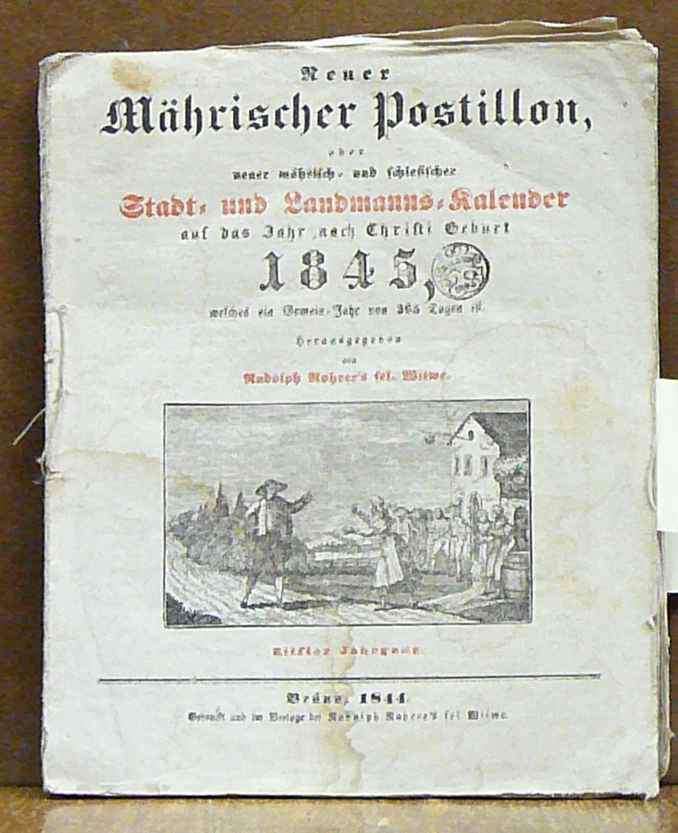 Neuer
Mährischer Postillon,
oder
neuer mährisch- und schlesischer
Stadt- und Landmanns-Kalender
auf das Jahr nach Christi Geburt
1845,
welches ein Gemein-Jahr von 365 Tagen ist.
Herausgegeben
von
Rudolph Rohrer's sel. Witwe.
Eilfter Jahrgang.
Brünn, 1844.
Gedruckt und im Verlage bei Rudolph Rohrer's sel. Witwe.